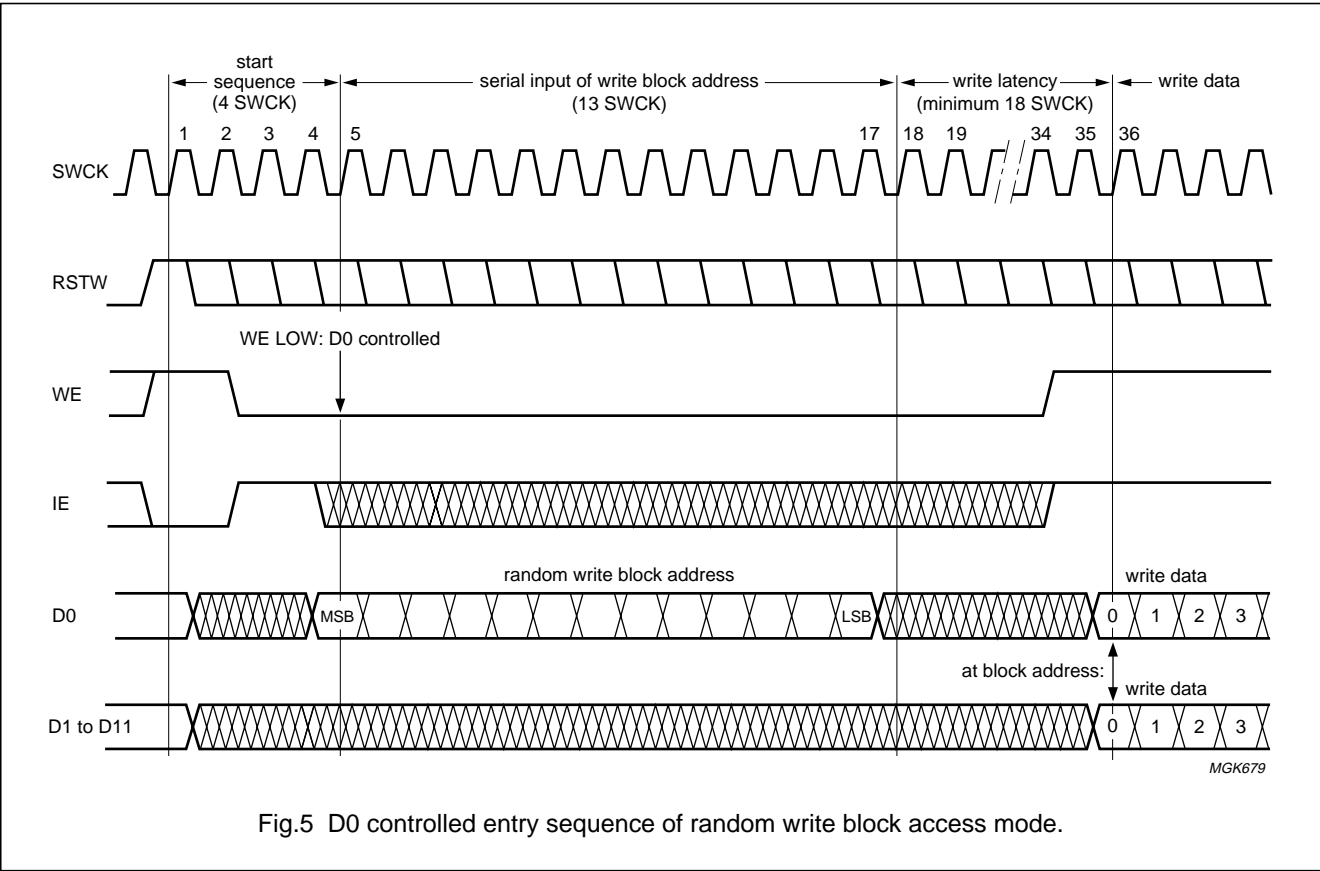 start
sequence
(4 SWCK)
serial input of write block address
(13 SWCK)
write latency
(minimum 18 SWCK)
write data
1 2 3 4 5 17 18 19 34 35 36
SWCK
RSTW
WE LOW: D0 controlled
WE
IE
random write block address
write data
D0 MSB LSB 0 1 2 3
at block address:
write data
D1 to D11 0 1 2 3
MGK679
Fig.5 D0 controlled entry sequence of random write block access mode.